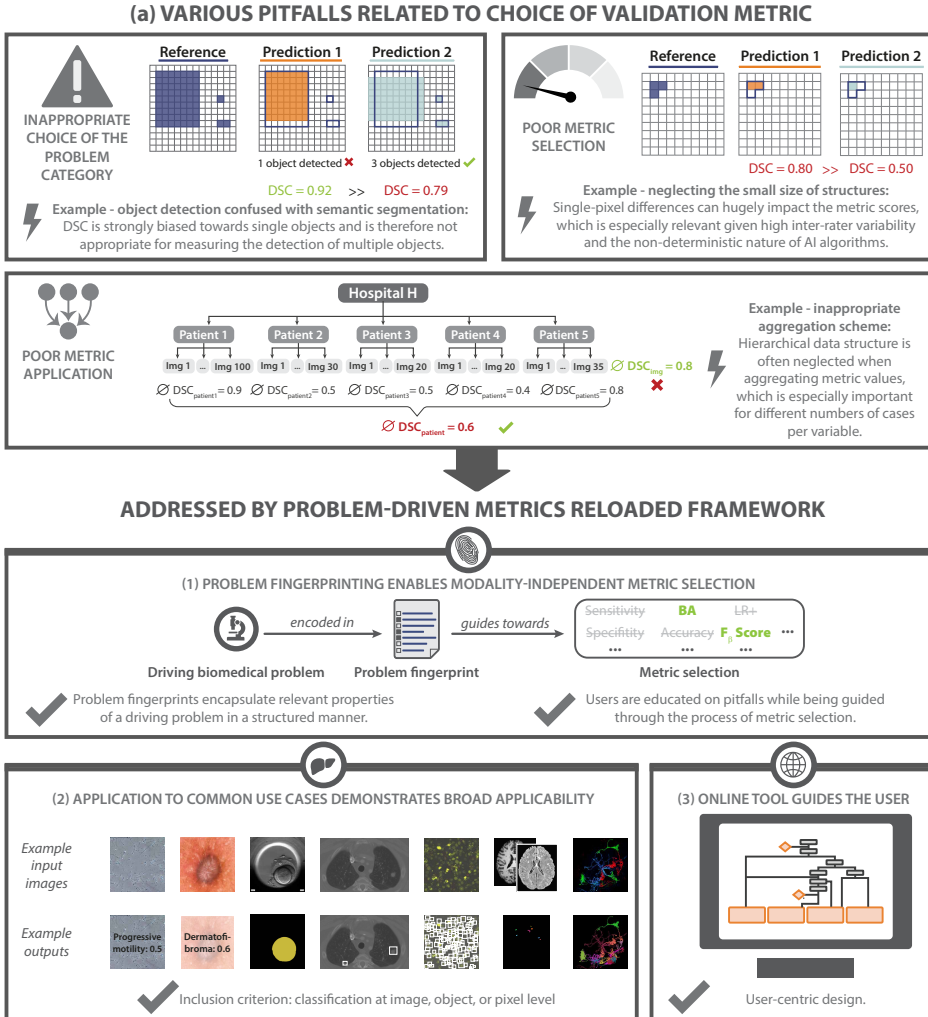 (a) VARIOUS PITFALLS RELATED TO CHOICE OF VALIDATION METRIC
INAPPROPRIATE
CHOICE OF THE
PROBLEM
CATEGORY
Reference
Prediction 1
Prediction 2
1 object detected
3 objects detected
DSC = 0.92 >> DSC = 0.79
Example - object detection confused with semantic segmentation:
DSC is strongly biased towards single objects and is therefore not
appropriate for measuring the detection of multiple objects.
POOR METRIC
SELECTION
Reference
Prediction 1
Prediction 2
DSC = 0.80 >> DSC = 0.50
Example - neglecting the small size of structures:
Single-pixel differences can hugely impact the metric scores,
which is especially relevant given high inter-rater variability
and the non-deterministic nature of AI algorithms.
POOR METRIC
APPLICATION
Hospital H
Patient 1 Patient 2 Patient 3 Patient 4 Patient 5
Img 1 ... Img 100 Img 1 ... Img 30 Img 1 ... Img 20 Img 1 ... Img 20 Img 1 ... Img 35 ∅ DSCimg = 0.8
∅ DSCpatient1 = 0.9 ∅ DSCpatient2 = 0.5 ∅ DSCpatient3 = 0.5 ∅ DSCpatient4 = 0.4 ∅ DSCpatient5 = 0.8
∅ DSCpatient = 0.6
Example - inappropriate
aggregation scheme:
Hierarchical data structure is
often neglected when
aggregating metric values,
which is especially important
for different numbers of cases
per variable.
ADDRESSED BY PROBLEM-DRIVEN METRICS RELOADED FRAMEWORK
(1) PROBLEM FINGERPRINTING ENABLES MODALITY-INDEPENDENT METRIC SELECTION
encoded in
guides towards
Sensitivity BA LR+
Specifitity Accuracy Fβ Score ...
... ... ...
Driving biomedical problem
Problem fingerprint
Metric selection
Problem fingerprints encapsulate relevant properties
of a driving problem in a structured manner.
Users are educated on pitfalls while being guided
through the process of metric selection.
(2) APPLICATION TO COMMON USE CASES DEMONSTRATES BROAD APPLICABILITY
Example
input
images
Example
outputs
Progressive
motility: 0.5
Dermatofi-
broma: 0.6
Inclusion criterion: classification at image, object, or pixel level
(3) ONLINE TOOL GUIDES THE USER
User-centric design.